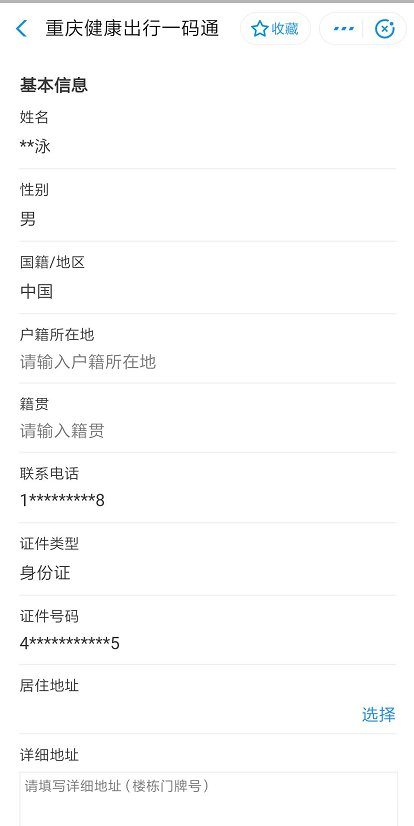 重庆健康出行一码通 收藏
基本信息
姓名
**泳
性别
男
国籍/地区
中国
户籍所在地
请输入户籍所在地
籍贯
请输入籍贯
联系电话
1*********8
证件类型
身份证
证件号码
4***********5
居住地址
选择
详细地址
请填写详细地址(楼栋门牌号)